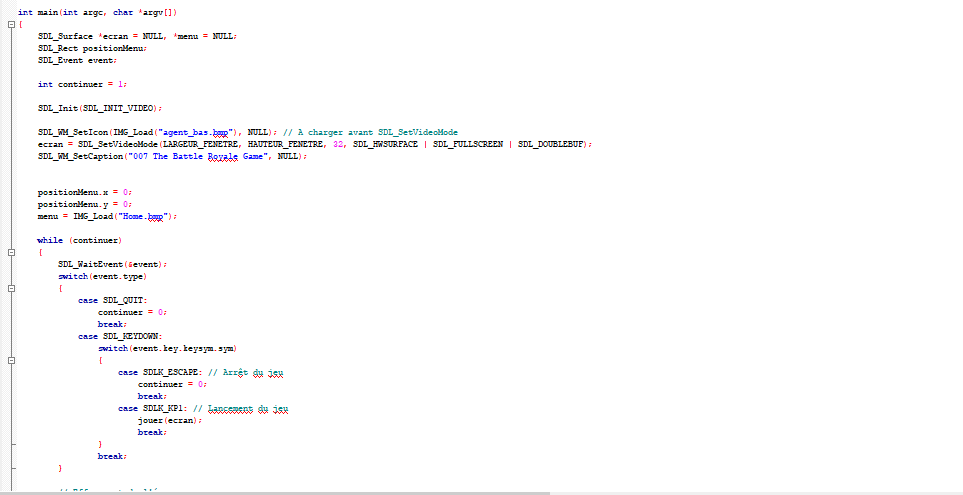 int main(int argc, char *argv[])
{
SDL_Surface *ecran = NULL, *menu = NULL;
SDL_Rect positionMenu;
SDL_Event event;
int continuer = 1;
SDL_Init(SDL_INIT_VIDEO);
SDL_WM_SetIcon(IMG_Load("agent_bas.bmp"), NULL); // A charger avant SDL_SetVideoMode
ecran = SDL_SetVideoMode(LARGEUR_FENETRE, HAUTEUR_FENETRE, 32, SDL_HWSURFACE | SDL_FULLSCREEN | SDL_DOUBLEBUF);
SDL_WM_SetCaption("007 The Battle Royale Game", NULL);
positionMenu.x = 0;
positionMenu.y = 0;
menu = IMG_Load("Home.bmp");
while (continuer)
{
SDL_WaitEvent(&event);
switch(event.type)
{
case SDL_QUIT:
continuer = 0;
break;
case SDL_KEYDOWN:
switch(event.key.keysym.sym)
{
case SDLK_ESCAPE: // Arrêt du jeu
continuer = 0;
break;
case SDLK_KP1: // Lancement du jeu
jouer(ecran);
break;
}
break;
}